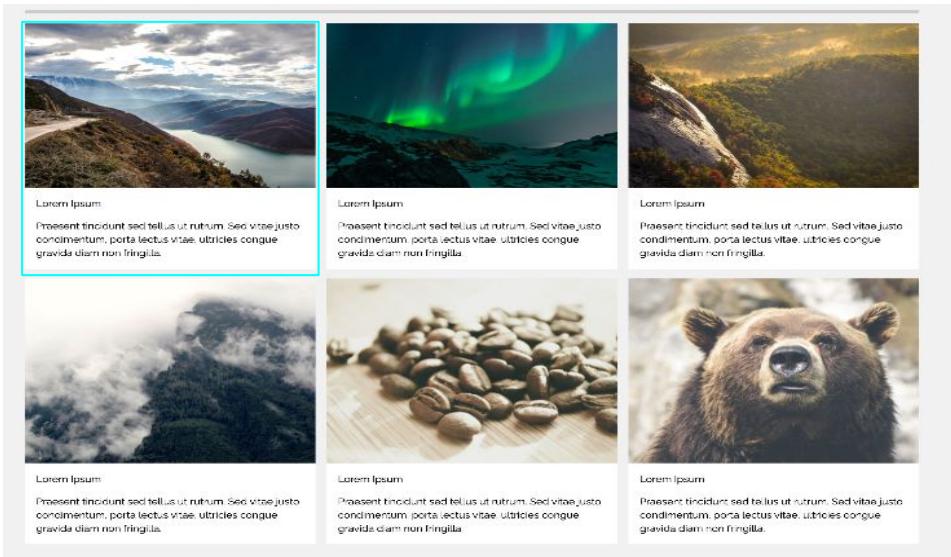 Lorem Ipsum
Praesent tincidunt sed tellus ut rutrum. Sed vitae justo
condimentum, porta lectus vitae, ultricies congue
gravida diam non fringilla.
Lorem Ipsum
Praesent tincidunt sed tellus ut rutrum. Sed vitae justo
condimentum, porta lectus vitae, ultricies congue
gravida diam non fringilla.
Lorem Ipsum
Praesent tincidunt sed tellus ut rutrum. Sed vitae justo
condimentum, porta lectus vitae, ultricies congue
gravida diam non fringilla.
Lorem Ipsum
Praesent tincidunt sed tellus ut rutrum. Sed vitae justo
condimentum, porta lectus vitae, ultricies congue
gravida diam non fringilla.
Lorem Ipsum
Praesent tincidunt sed tellus ut rutrum. Sed vitae justo
condimentum, porta lectus vitae, ultricies congue
gravida diam non fringilla.
Lorem Ipsum
Praesent tincidunt sed tellus ut rutrum. Sed vitae justo
condimentum, porta lectus vitae, ultricies congue
gravida diam non fringilla.